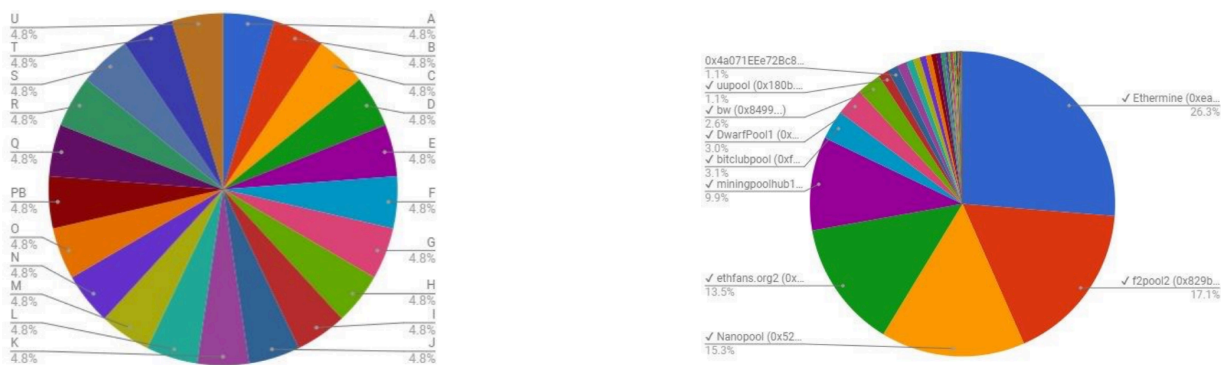 U
4.8%
T
4.8%
S
4.8%
R
4.8%
Q
4.8%
PB
4.8%
O
4.8%
N
4.8%
M
4.8%
L
4.8%
K
4.8%
A
4.8%
B
4.8%
C
4.8%
D
4.8%
E
4.8%
F
4.8%
G
4.8%
H
4.8%
I
4.8%
J
4.8%
0x4a071EEe72Bc8...
1.1%
✓ uupool (0x180b....
1.1%
✓ bw (0x8499...)
2.6%
✓ DwarfPool1 (0x...
3.0%
✓ bitclubpool (0xf...
3.1%
✓ miningpoolhub1...
9.9%
✓ ethfans.org2 (0x...
13.5%
✓ Nanopool (0x52...
15.3%
✓ Ethermine (0xea...
26.3%
✓ f2pool2 (0x829b...
17.1%